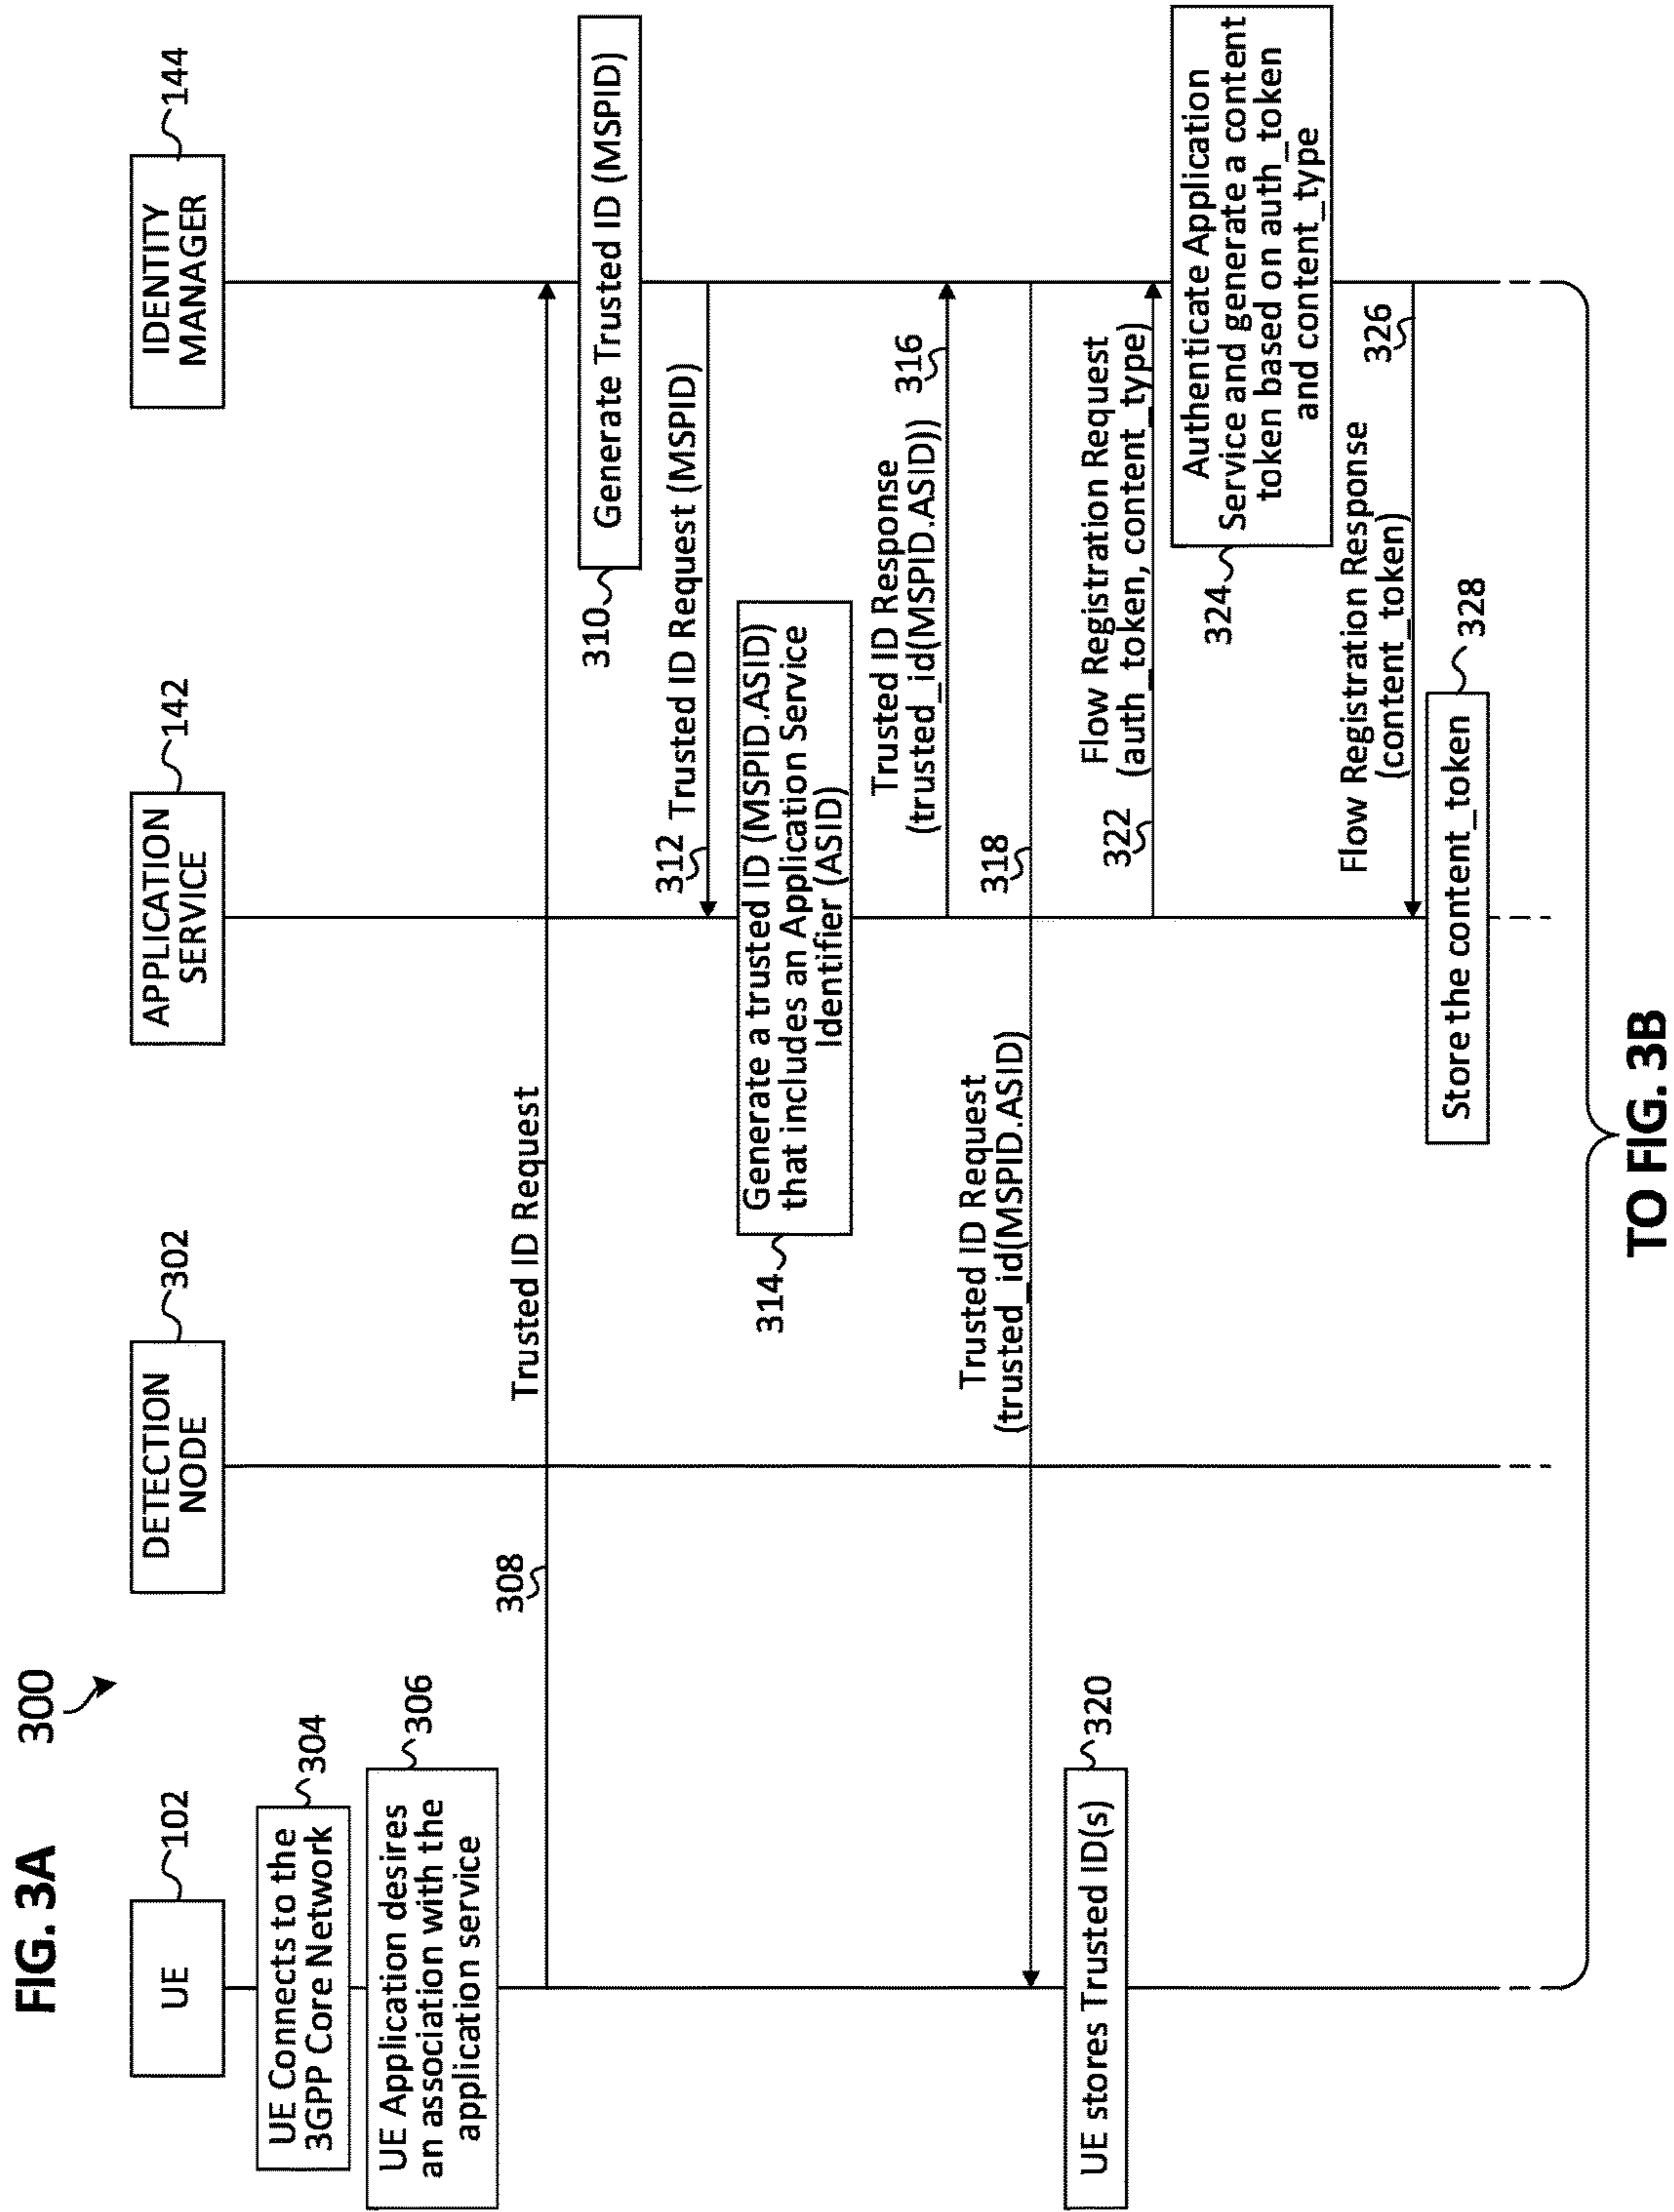 FIG. 3A
300
UE
102
DETECTION
NODE
302
APPLICATION
SERVICE
142
IDENTITY
MANAGER
144
UE Connects to the
3GPP Core Network
304
UE Application desires
an association with the
application service
306
308
Trusted ID Request
310
Generate Trusted ID (MSPID)
312
Trusted ID Request (MSPID)
314
Generate a trusted ID (MSPID.ASID)
that includes an Application Service
Identifier (ASID)
Trusted ID Response
(trusted_id(MSPID.ASID))
316
Trusted ID Request
(trusted_id(MSPID.ASID)
318
UE stores Trusted ID(s)
320
322
Flow Registration Request
(auth_token, content_type)
324
Authenticate Application
Service and generate a content
token based on auth_token
and content_type
Flow Registration Response
(content_token)
326
Store the content_token
328
TO FIG. 3B